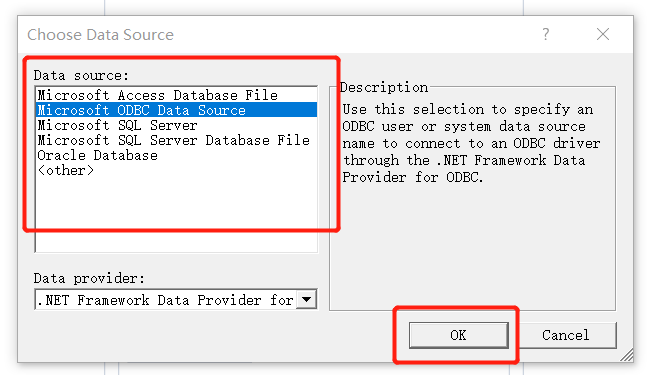 Choose Data Source
?
Data source:
Microsoft Access Database File
Microsoft ODBC Data Source
Microsoft SQL Server
Microsoft SQL Server Database File
Oracle Database
<other>
Description
Use this selection to specify an
ODBC user or system data source
name to connect to an ODBC driver
through the .NET Framework Data
Provider for ODBC.
Data provider:
.NET Framework Data Provider for
OK
Cancel